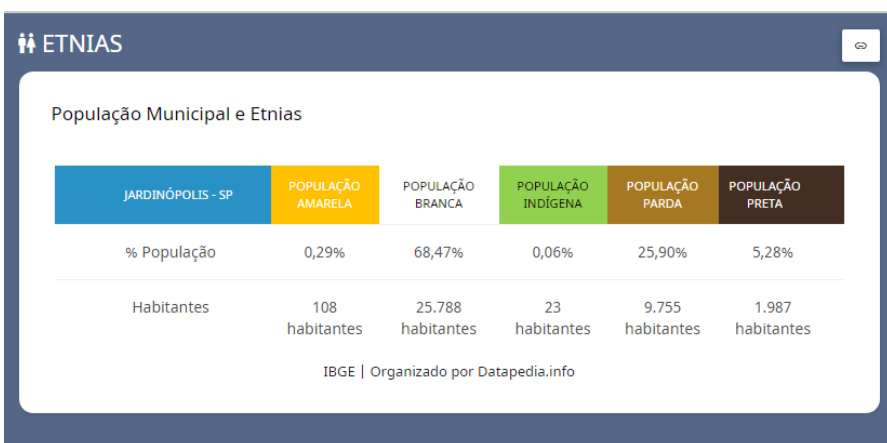 ETNIAS
População Municipal e Etnias
JARDINÓPOLIS - SP
POPULAÇÃO
AMARELA
POPULAÇÃO
BRANCA
POPULAÇÃO
INDÍGENA
POPULAÇÃO
PARDA
POPULAÇÃO
PRETA
% População 0,29% 68,47% 0,06% 25,90% 5,28%
Habitantes
108
habitantes
25.788
habitantes
23
habitantes
9.755
habitantes
1.987
habitantes
IBGE | Organizado por Datapedia.info